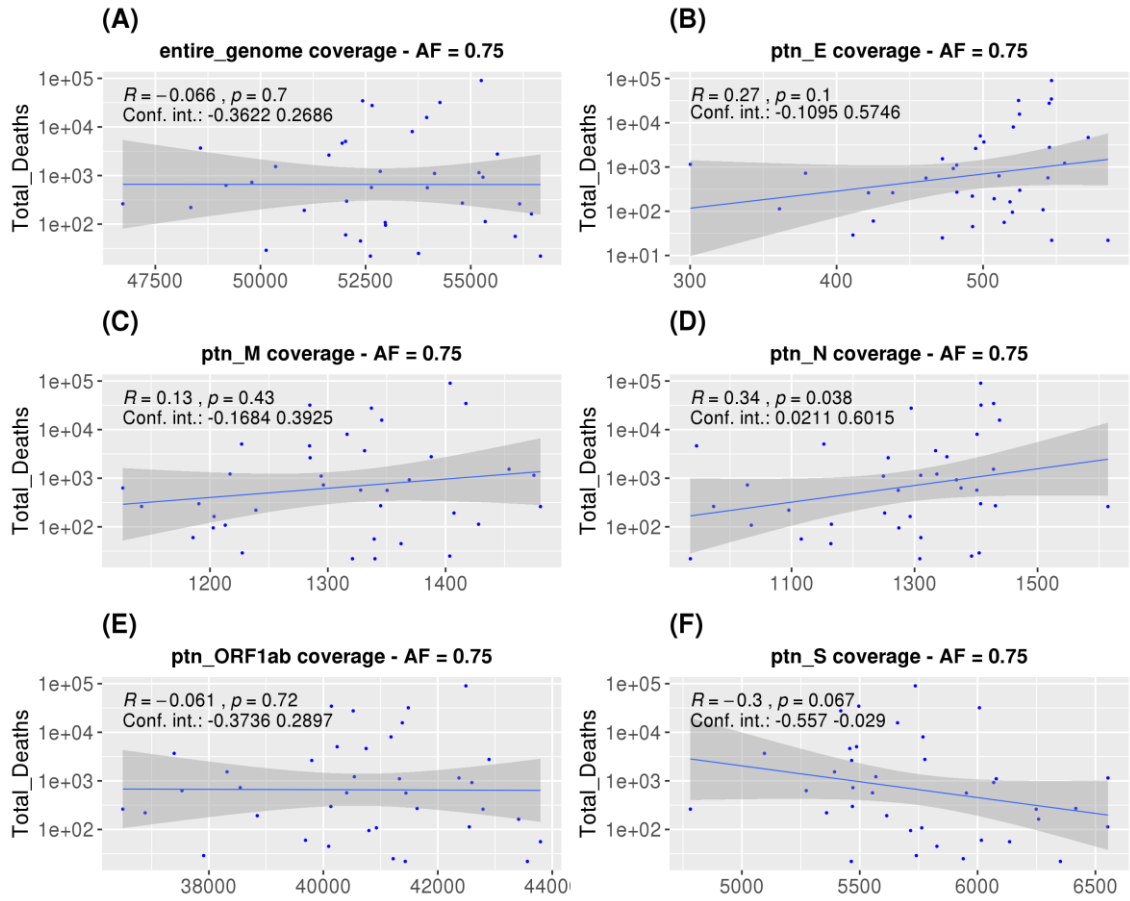 (A)
entire_genome coverage - AF = 0.75
R = −0.066 , p = 0.7
Conf. int.: -0.3622 0.2686
Total_Deaths
1e+05
1e+04
1e+03
1e+02
47500 50000 52500 55000
(B)
ptn_E coverage - AF = 0.75
R = 0.27 , p = 0.1
Conf. int.: -0.1095 0.5746
Total_Deaths
1e+05
1e+04
1e+03
1e+02
1e+01
300 400 500
(C)
ptn_M coverage - AF = 0.75
R = 0.13 , p = 0.43
Conf. int.: -0.1684 0.3925
Total_Deaths
1e+05
1e+04
1e+03
1e+02
1200 1300 1400
(D)
ptn_N coverage - AF = 0.75
R = 0.34 , p = 0.038
Conf. int.: 0.0211 0.6015
Total_Deaths
1e+05
1e+04
1e+03
1e+02
1100 1300 1500
(E)
ptn_ORF1ab coverage - AF = 0.75
R = −0.061 , p = 0.72
Conf. int.: -0.3736 0.2897
Total_Deaths
1e+05
1e+04
1e+03
1e+02
38000 40000 42000 44000
(F)
ptn_S coverage - AF = 0.75
R = −0.3 , p = 0.067
Conf. int.: -0.557 -0.029
Total_Deaths
1e+05
1e+04
1e+03
1e+02
5000 5500 6000 6500